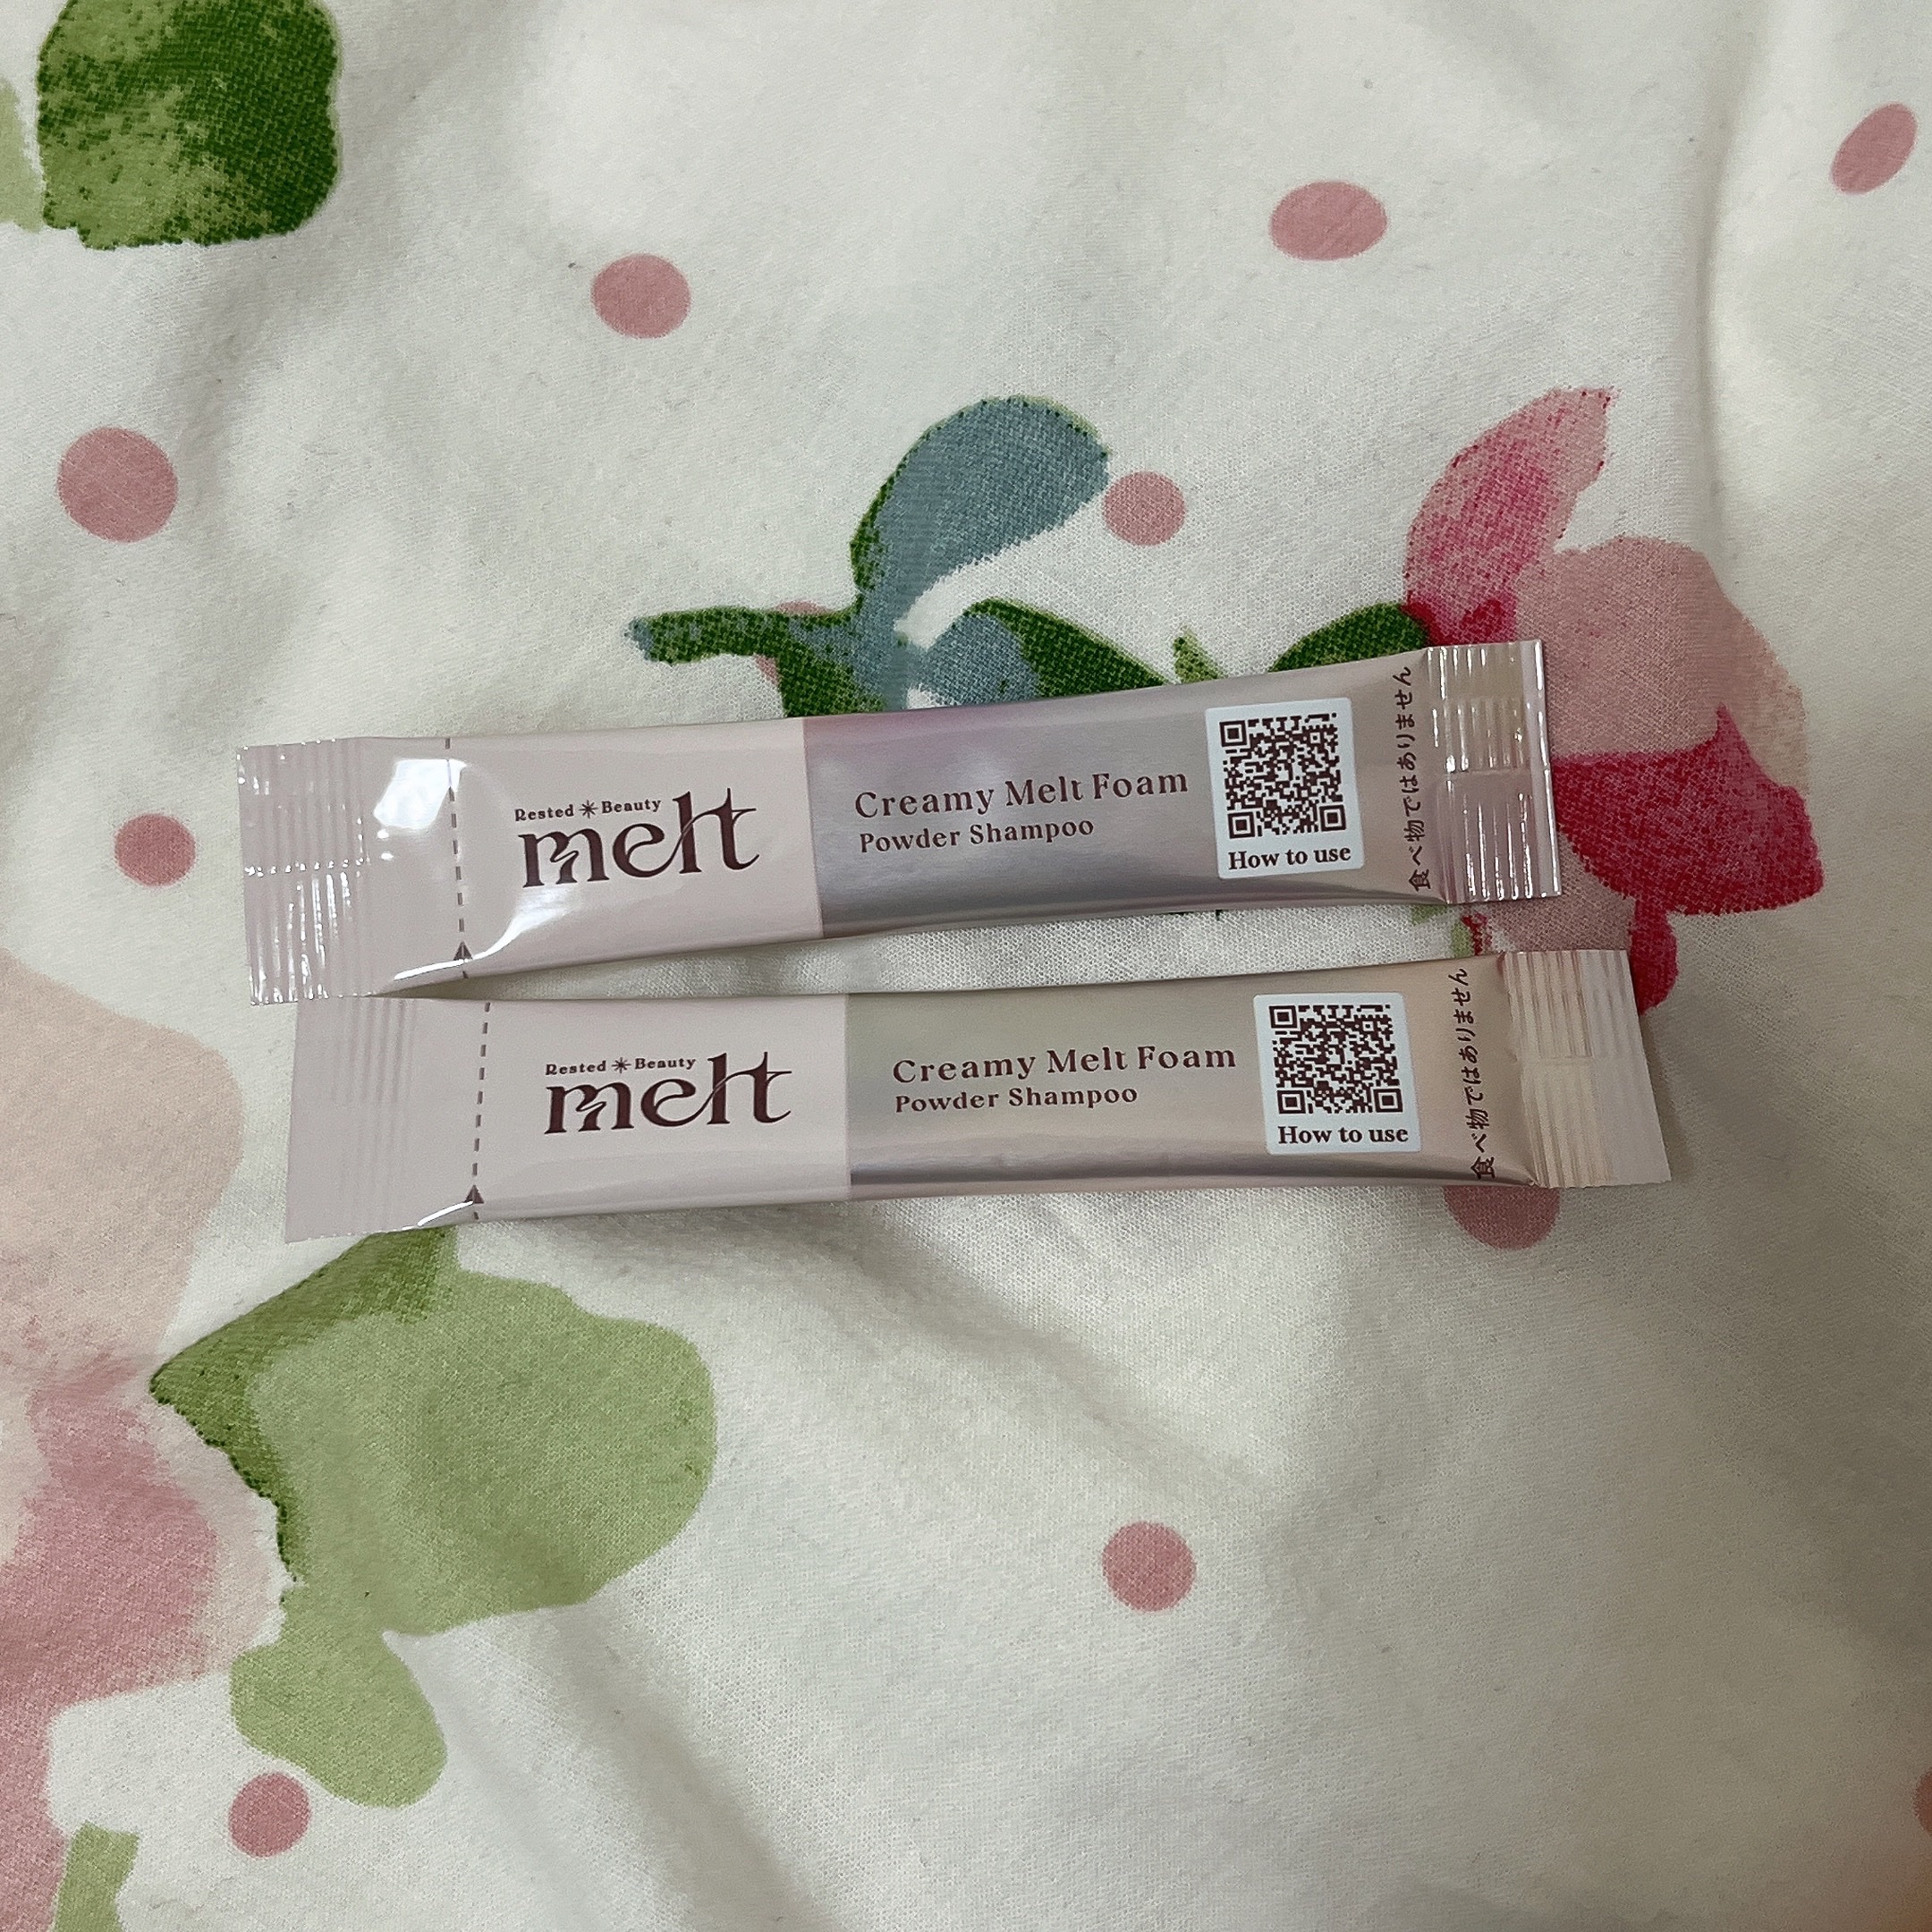 Rested Beauty
melt
Creamy Melt Foam
Powder Shampoo
How to use
食べ物ではありません
Rested Beauty
melt
Creamy Melt Foam
Powder Shampoo
How to use
食べ物ではありません